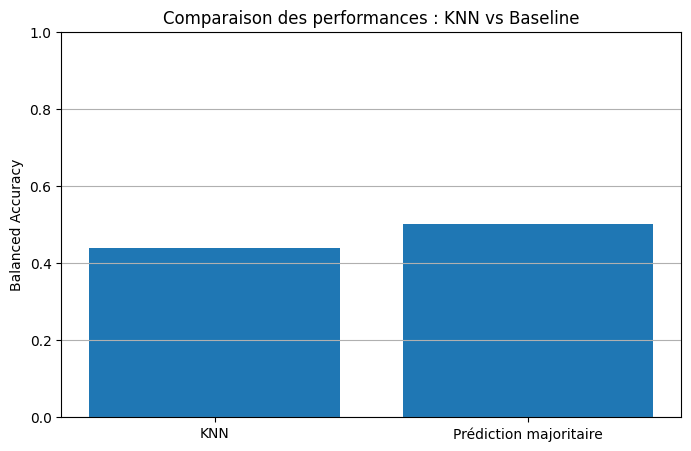 Comparaison des performances : KNN vs Baseline
Balanced Accuracy
1.0
0.8
0.6
0.4
0.2
0.0
KNN
Prédiction majoritaire